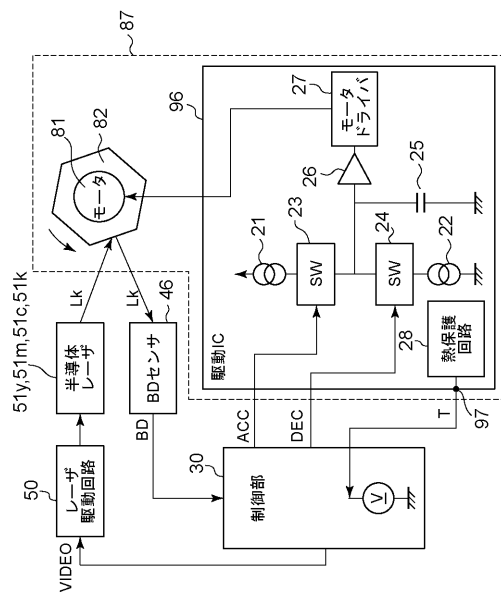 87
96
81
82
モータ
27
モータ
ドライバ
26
25
21
23
SW
24
SW
22
駆動IC
28
熱保護
回路
97
T
Lk
Lk
51y,51m,51c,51k
半導体
レーザ
46
BDセンサ
BD
ACC
DEC
50
レーザ
駆動回路
VIDEO
30
制御部
V